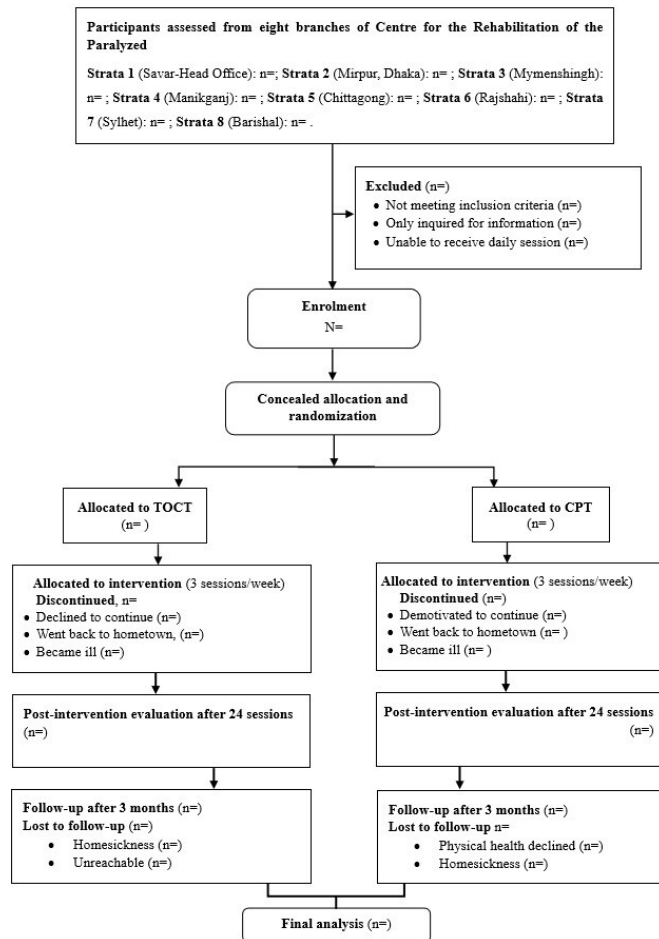 Participants assessed from eight branches of Centre for the Rehabilitation of the
Paralyzed
Strata 1 (Savar-Head Office): n=; Strata 2 (Mirpur, Dhaka): n= ; Strata 3 (Mymensingh):
n= ; Strata 4 (Manikganj): n= ; Strata 5 (Chittagong): n= ; Strata 6 (Rajshahi): n= ; Strata
7 (Sylhet): n= ; Strata 8 (Barishal): n= .
Excluded (n=)
• Not meeting inclusion criteria (n=)
• Only inquired for information (n=)
• Unable to receive daily session (n=)
Enrolment
N=
Concealed allocation and
randomization
Allocated to TOCT
(n= )
Allocated to CPT
(n= )
Allocated to intervention (3 sessions/week)
Discontinued, n=
• Declined to continue (n=)
• Went back to hometown, (n=)
• Became ill (n=)
Allocated to intervention (3 sessions/week)
Discontinued (n=)
• Demotivated to continue (n=)
• Went back to hometown (n= )
• Became ill (n= )
Post-intervention evaluation after 24 sessions
(n=)
Post-intervention evaluation after 24 sessions
(n=)
Follow-up after 3 months (n=)
Lost to follow-up (n=)
• Homesickness (n=)
• Unreachable (n=)
Follow-up after 3 months (n=)
Lost to follow-up n=
• Physical health declined (n=)
• Homesickness (n=)
Final analysis (n=)